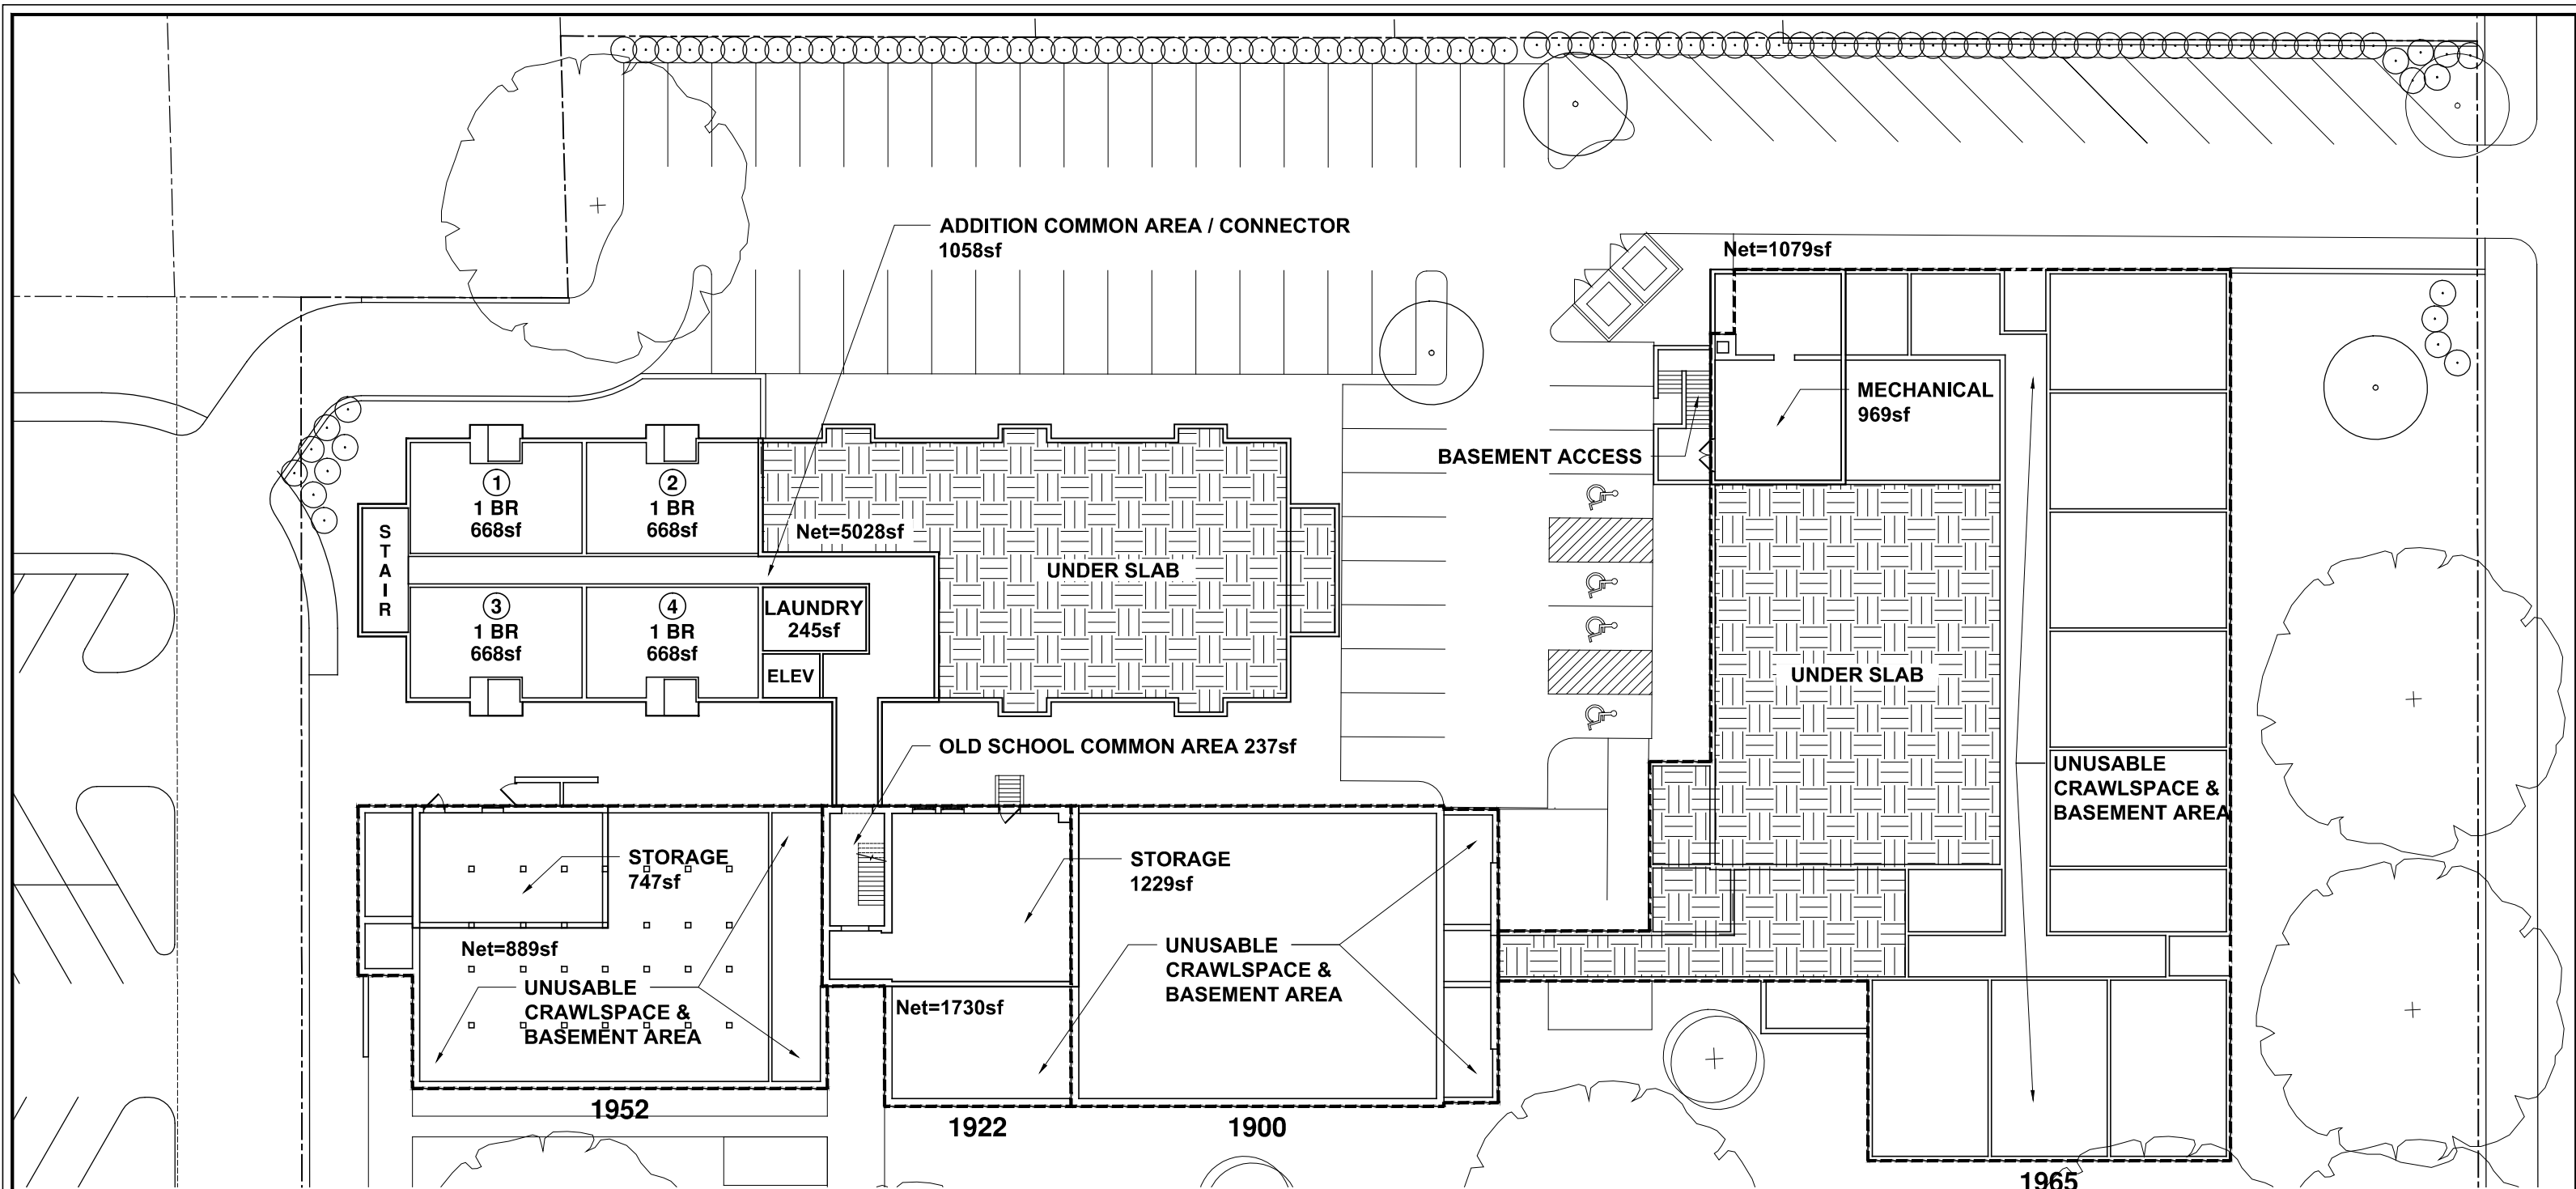 ADDITION COMMON AREA / CONNECTOR
1058sf
Net=1079sf
MECHANICAL
969sf
BASEMENT ACCESS
1
1 BR
668sf
2
1 BR
668sf
STAIR
Net=5028sf
UNDER SLAB
3
1 BR
668sf
4
1 BR
668sf
LAUNDRY
245sf
ELEV
UNDER SLAB
OLD SCHOOL COMMON AREA 237sf
UNUSABLE
CRAWLSPACE &
BASEMENT AREA
STORAGE
747sf
STORAGE
1229sf
Net=889sf
UNUSABLE
CRAWLSPACE &
BASEMENT AREA
UNUSABLE
CRAWLSPACE &
BASEMENT AREA
Net=1730sf
1952
1922
1900
1965